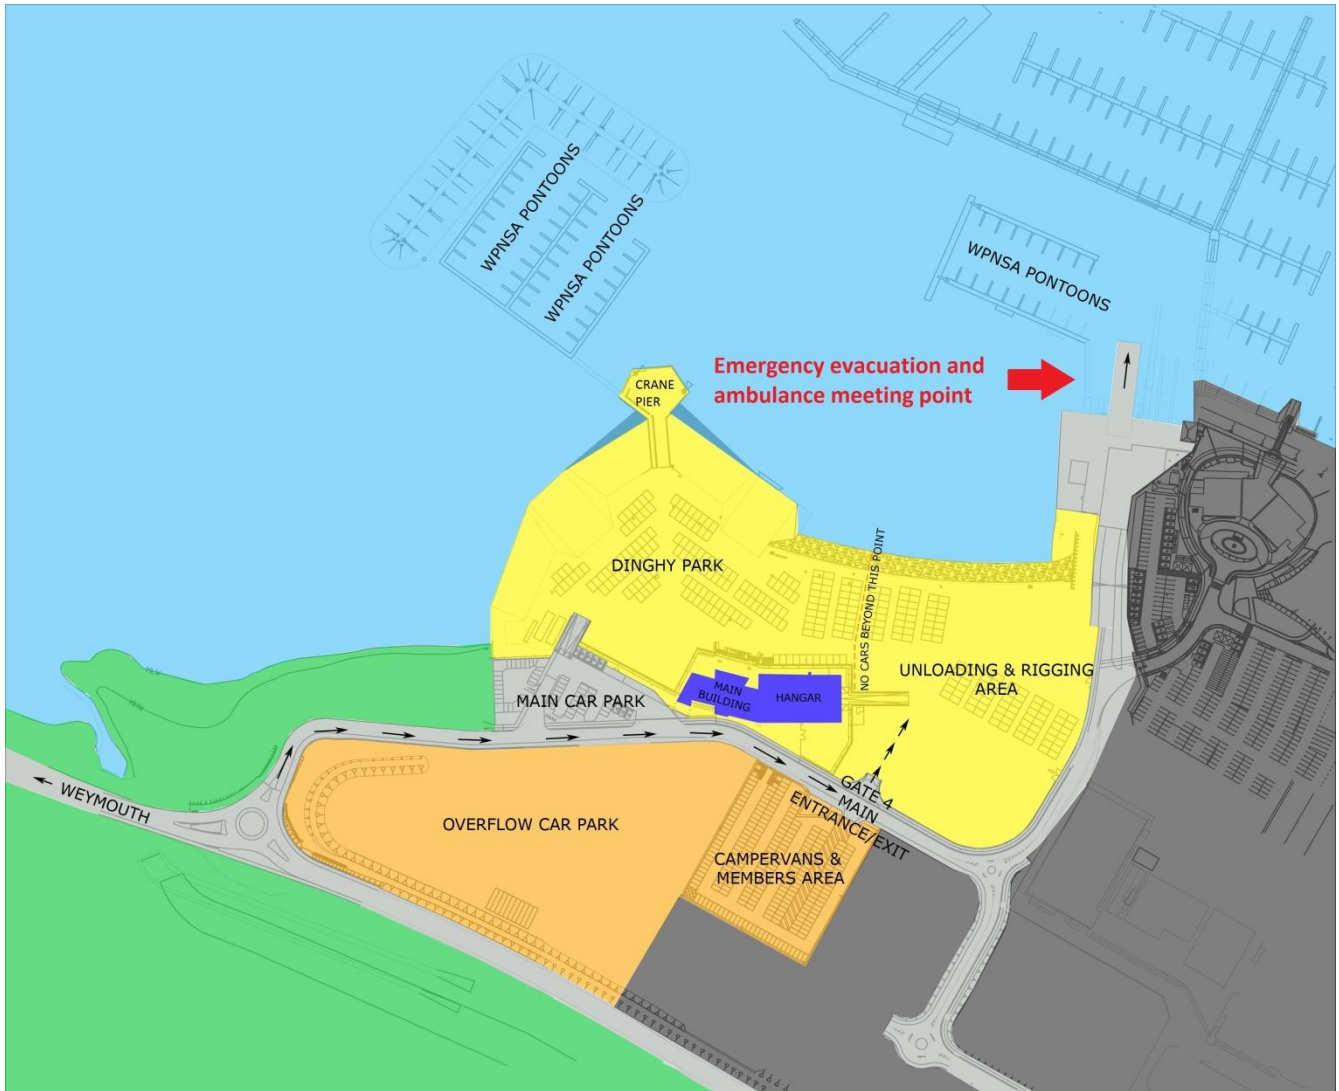 WPNSA PONTOONS
WPNSA PONTOONS
WPNSA PONTOONS
Emergency evacuation and
ambulance meeting point
CRANE
PIER
DINGHY PARK
NO CARS BEYOND THIS POINT
UNLOADING & RIGGING
AREA
MAIN
BUILDING
HANGAR
MAIN CAR PARK
GATE 4
MAIN
ENTRANCE/EXIT
WEYMOUTH
OVERFLOW CAR PARK
CAMPERVANS &
MEMBERS AREA